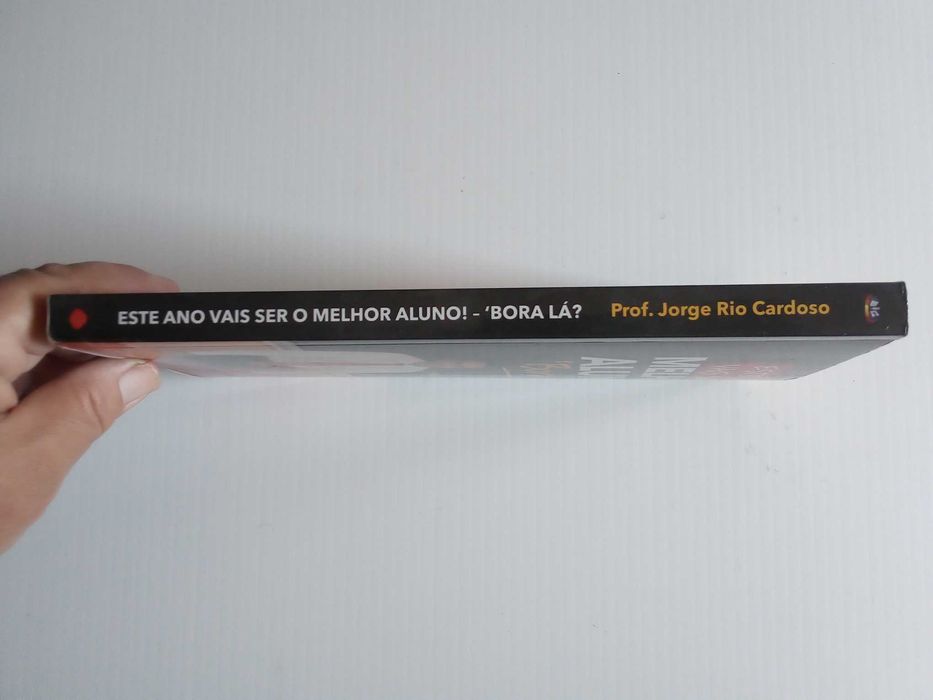 ESTE ANO VAIS SER O MELHOR ALUNO! – ‘BORA LÁ? Prof. Jorge Rio Cardoso